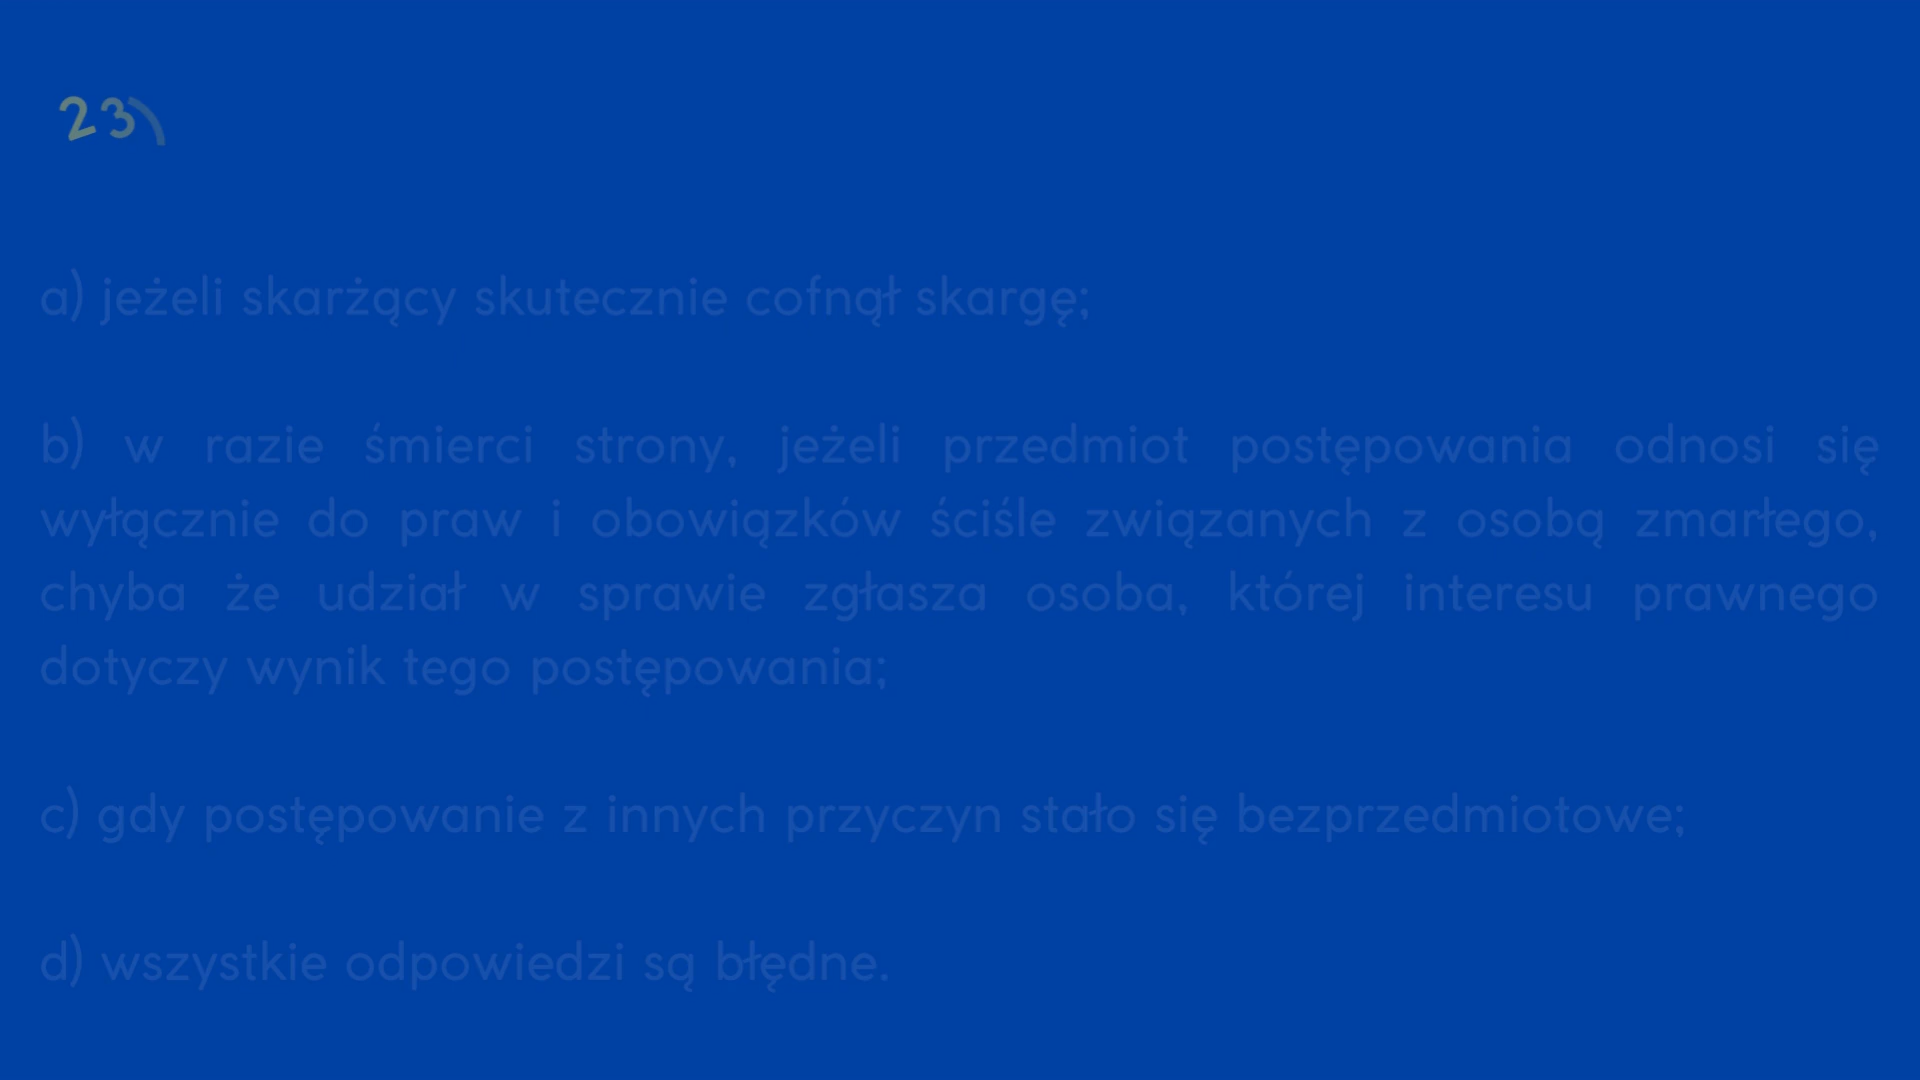 23
a) jeżeli skarżący skutecznie cofnął skargę;
b) w razie śmierci strony, jeżeli przedmiot postępowania odnosi się
wyłącznie do praw i obowiązków ściśle związanych z osobą zmarłego,
chyba że udział w sprawie zgłasza osoba, której interesu prawnego
dotyczy wynik tego postępowania;
c) gdy postępowanie z innych przyczyn stało się bezprzedmiotowe;
d) wszystkie odpowiedzi są błędne.